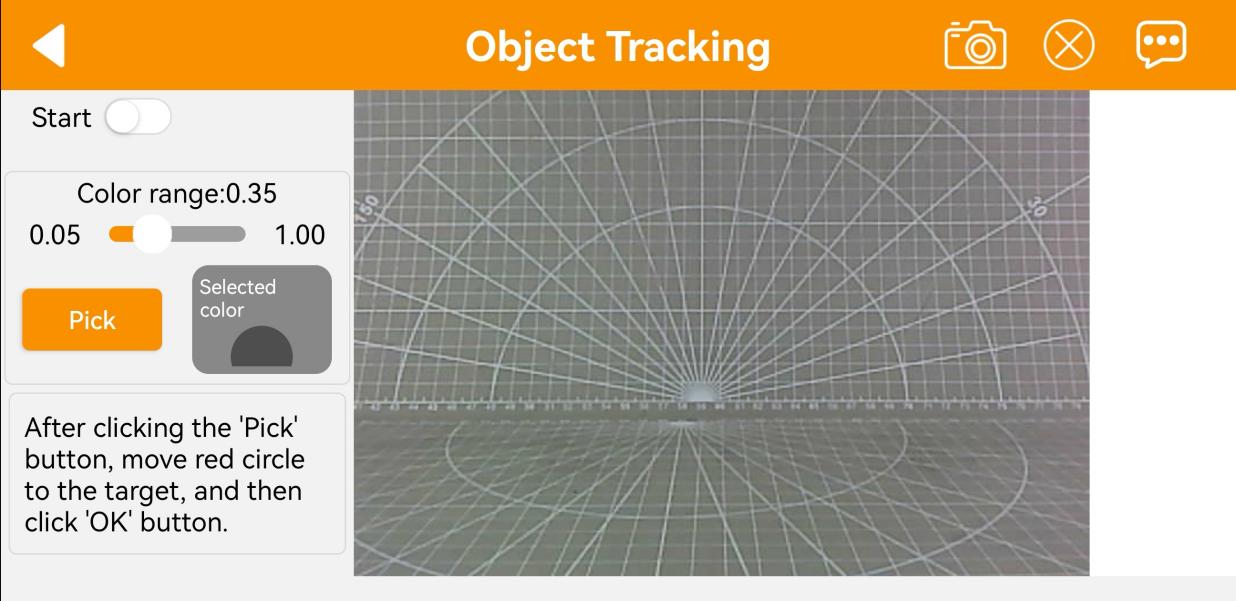 Object Tracking
Start
Color range:0.35
0.05
1.00
Pick
Selected
color
150
30
After clicking the 'Pick'
button, move red circle
to the target, and then
click 'OK' button.